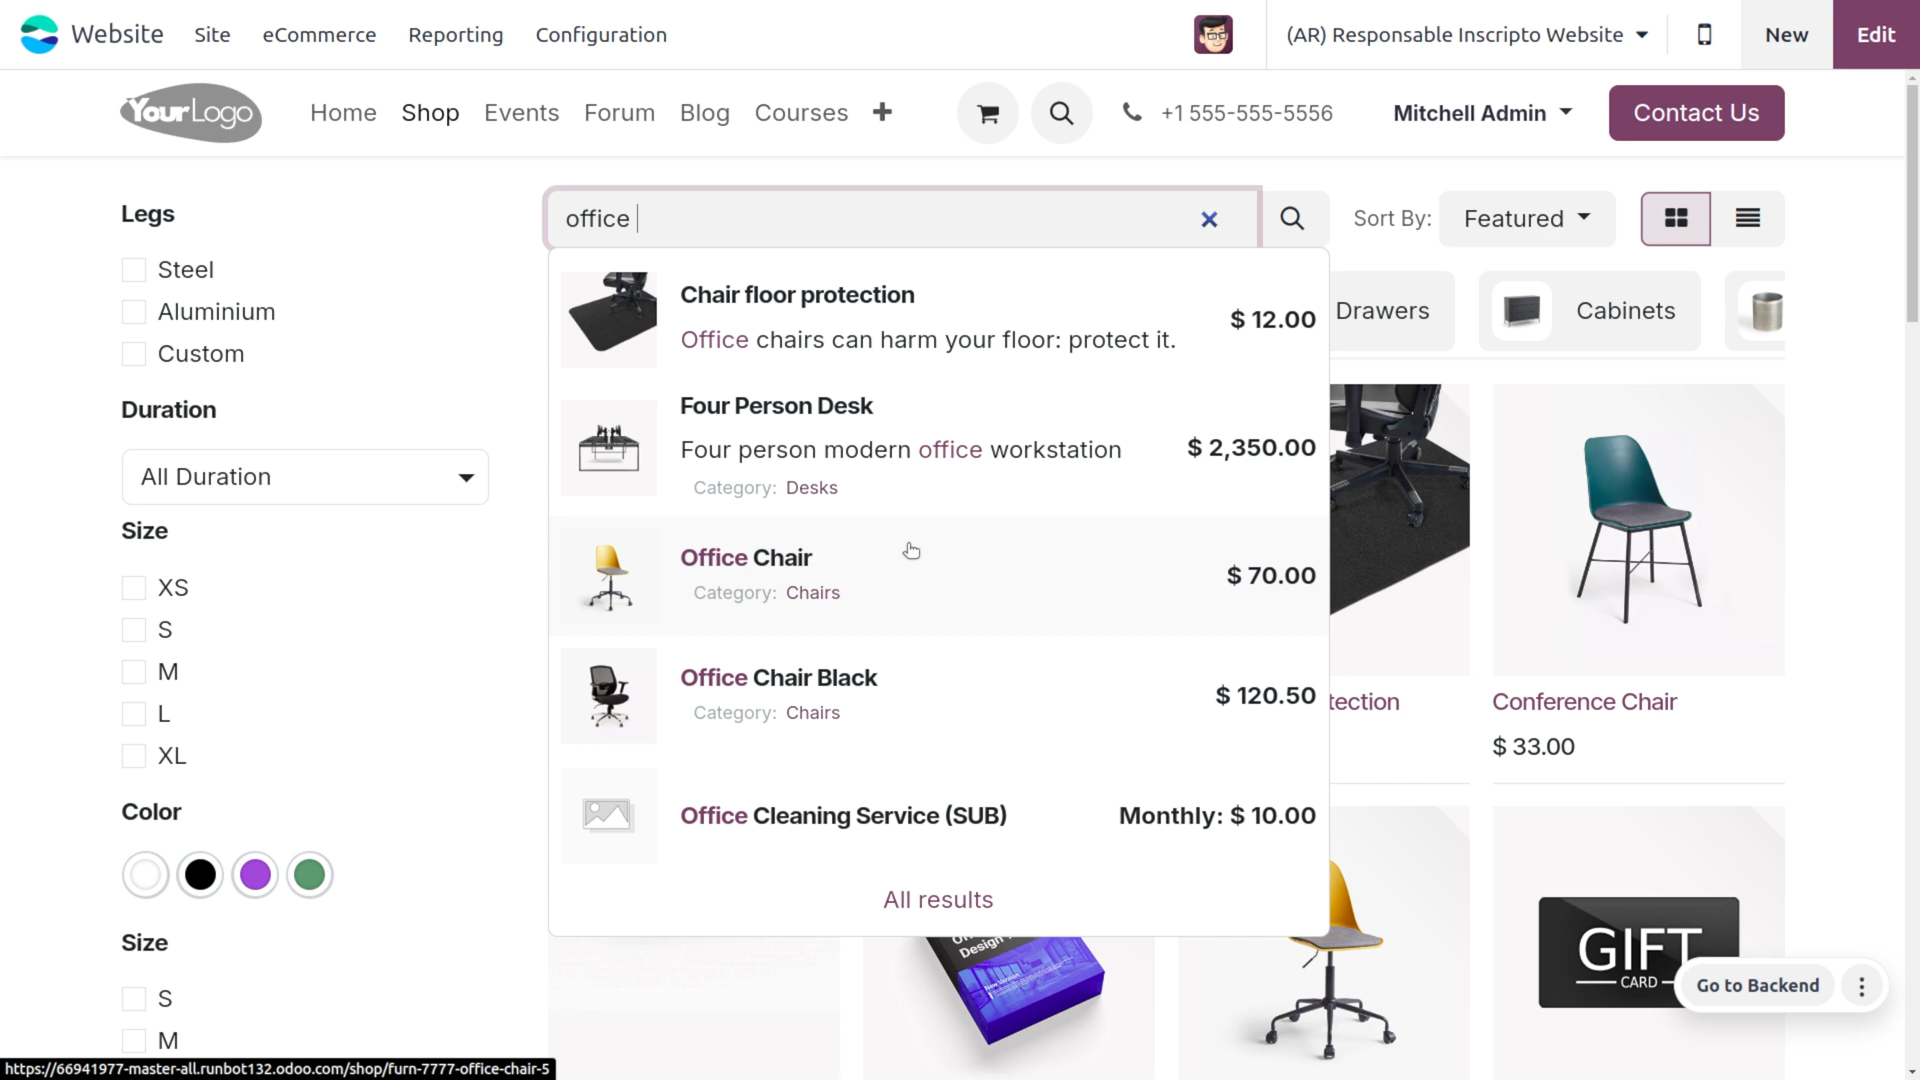 Website Site eCommerce Reporting Configuration (AR) Responsable Inscripto Website New Edit
YourLogo Home Shop Events Forum Blog Courses +1 555-555-5556 Mitchell Admin Contact Us
office
Sort By: Featured
Legs
Steel
Aluminium
Custom
Duration
All Duration
Size
XS
S
M
L
XL
Color
Size
S
M
Chair floor protection
Office chairs can harm your floor: protect it.
$ 12.00
Four Person Desk
Four person modern office workstation
Category: Desks
$ 2,350.00
Office Chair
Category: Chairs
$ 70.00
Office Chair Black
Category: Chairs
$ 120.50
Office Cleaning Service (SUB)
Monthly: $ 10.00
All results
Drawers
Cabinets
tection
Conference Chair
$ 33.00
Design
GIFT
CARD
Go to Backend
https://66941977-master-all.runbot132.odoo.com/shop/furn-7777-office-chair-5